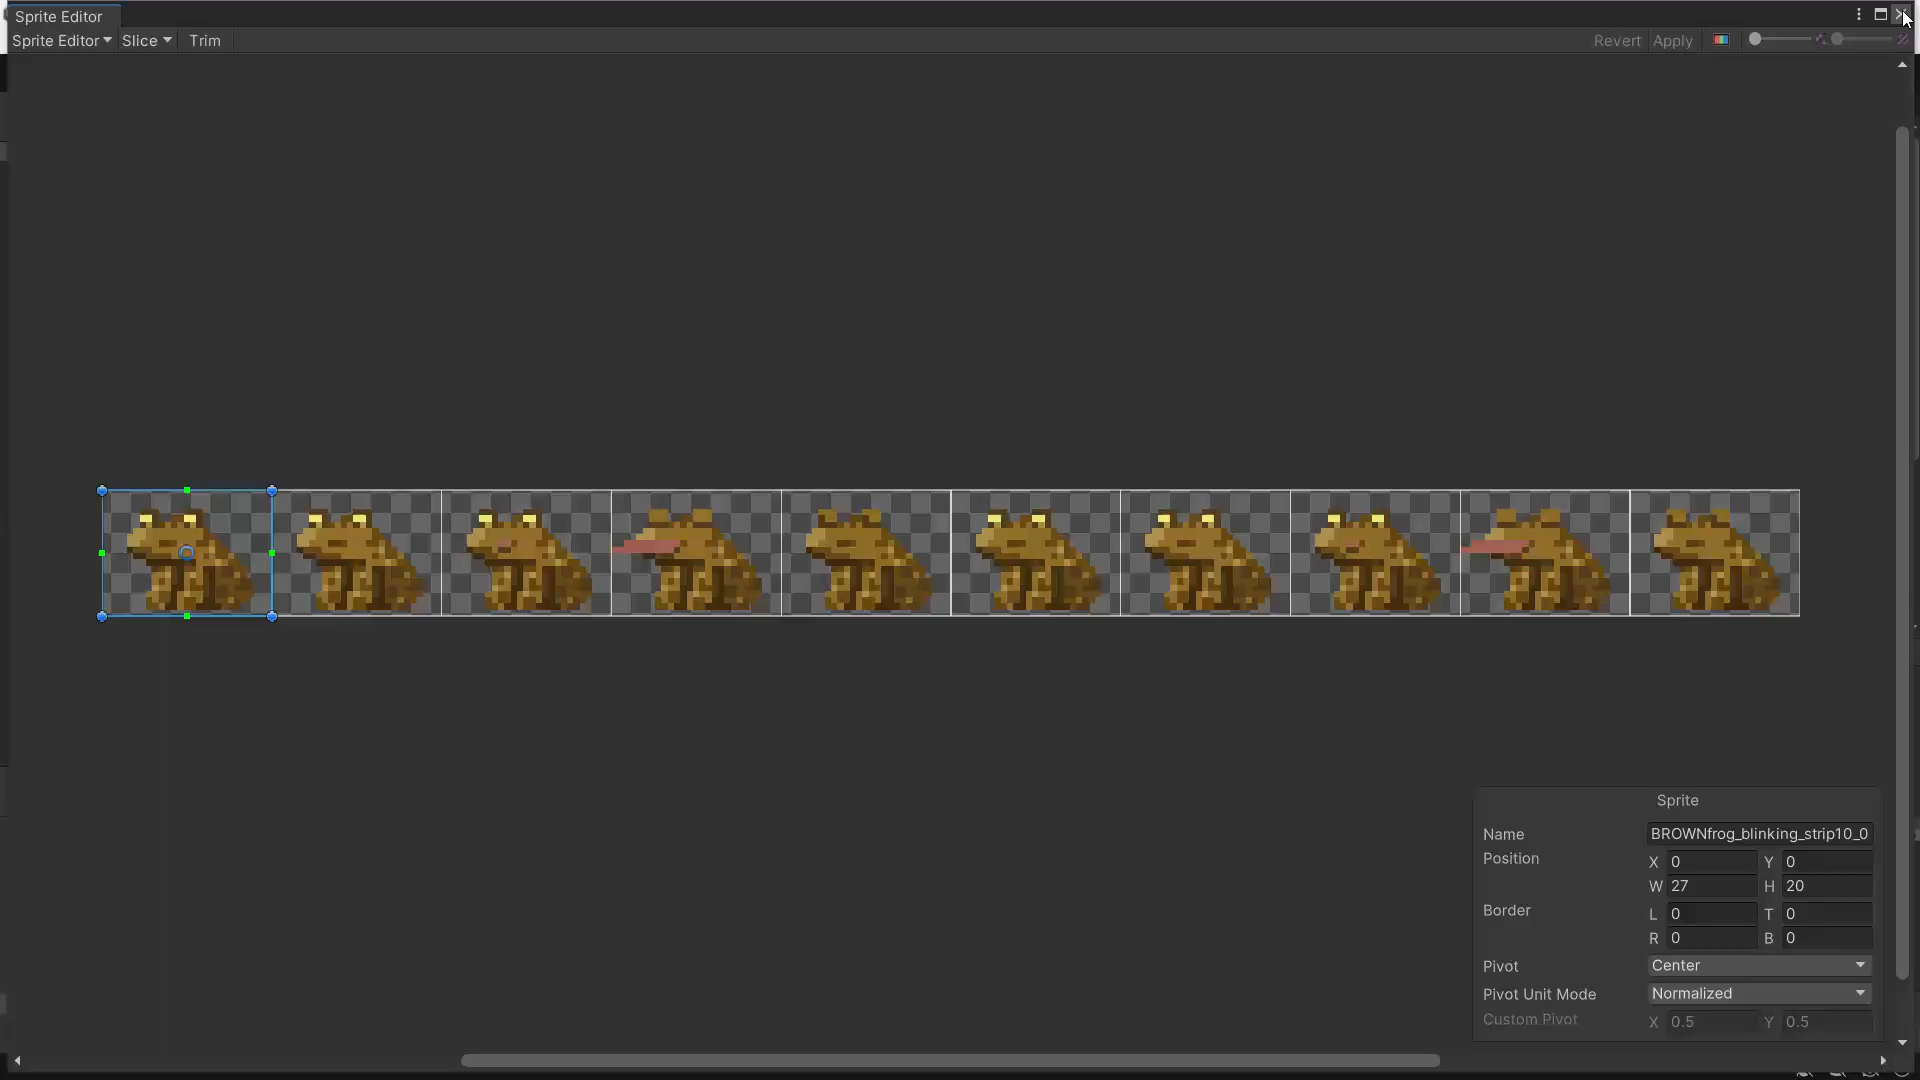 Sprite Editor
Sprite Editor Slice Trim Revert Apply
Sprite
Name BROWNfrog_blinking_strip10_0
Position X 0 Y 0
W 27 H 20
Border L 0 T 0
R 0 B 0
Pivot Center
Pivot Unit Mode Normalized
Custom Pivot X 0.5 Y 0.5